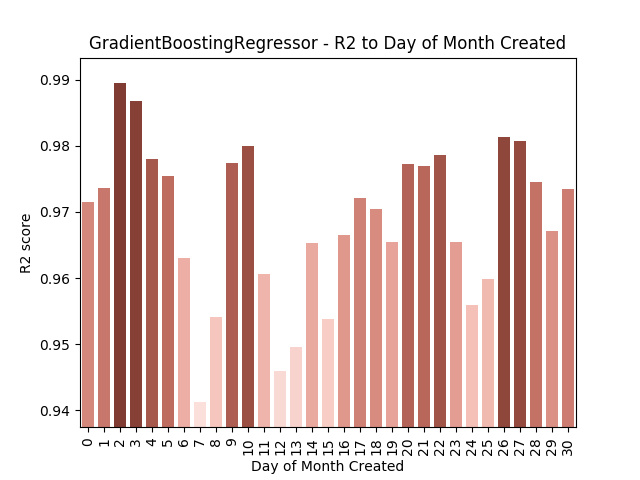 GradientBoostingRegressor - R2 to Day of Month Created
0.99
0.98
0.97
0.96
0.95
0.94
R2 score
0 1 2 3 4 5 6 7 8 9 10 11 12 13 14 15 16 17 18 19 20 21 22 23 24 25 26 27 28 29 30
Day of Month Created